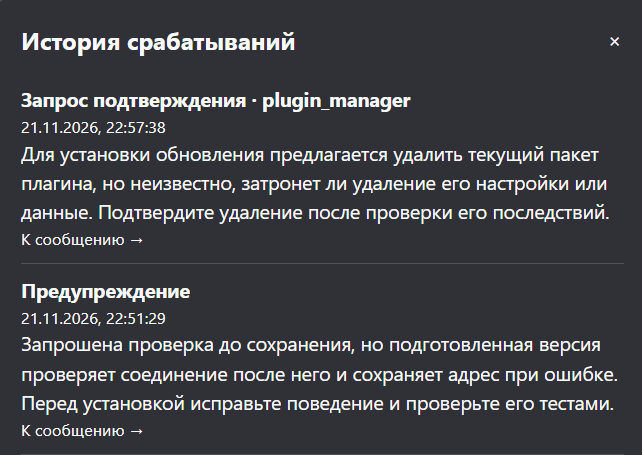 История срабатываний
×
Запрос подтверждения · plugin_manager
21.11.2026, 22:57:38
Для установки обновления предлагается удалить текущий пакет
плагина, но неизвестно, затронет ли удаление его настройки или
данные. Подтвердите удаление после проверки его последствий.
К сообщению →
Предупреждение
21.11.2026, 22:51:29
Запрошена проверка до сохранения, но подготовленная версия
проверяет соединение после него и сохраняет адрес при ошибке.
Перед установкой исправьте поведение и проверьте его тестами.
К сообщению →